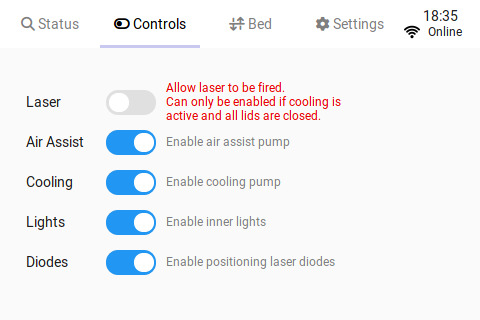 Status Controls Bed Settings 18:35
Online
Laser
Allow laser to be fired.
Can only be enabled if cooling is
active and all lids are closed.
Air Assist Enable air assist pump
Cooling Enable cooling pump
Lights Enable inner lights
Diodes Enable positioning laser diodes